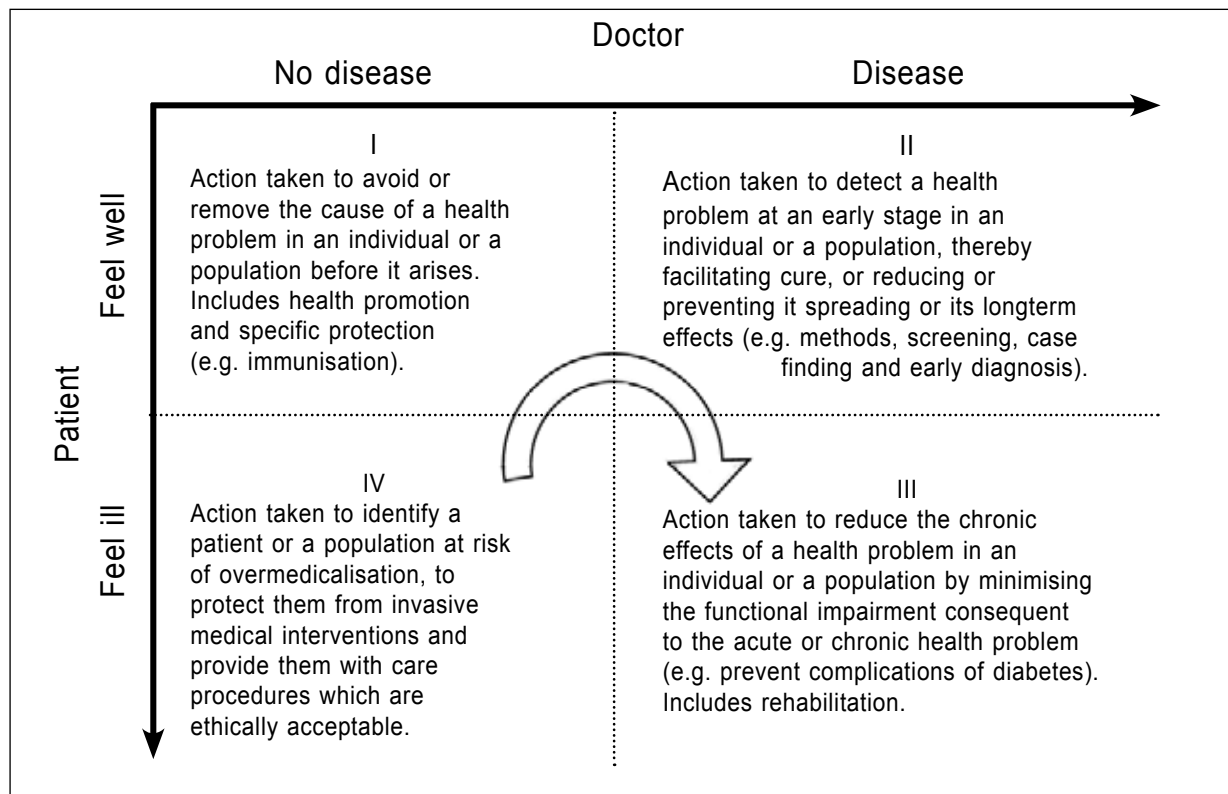 Doctor
No disease
Disease
Patient
Feel well
Feel ill
I
Action taken to avoid or
remove the cause of a health
problem in an individual or a
population before it arises.
Includes health promotion
and specific protection
(e.g. immunisation).
II
Action taken to detect a health
problem at an early stage in an
individual or a population, thereby
facilitating cure, or reducing or
preventing it spreading or its longterm
effects (e.g. methods, screening, case
finding and early diagnosis).
IV
Action taken to identify a
patient or a population at risk
of overmedicalisation, to
protect them from invasive
medical interventions and
provide them with care
procedures which are
ethically acceptable.
III
Action taken to reduce the chronic
effects of a health problem in an
individual or a population by minimising
the functional impairment consequent
to the acute or chronic health problem
(e.g. prevent complications of diabetes).
Includes rehabilitation.